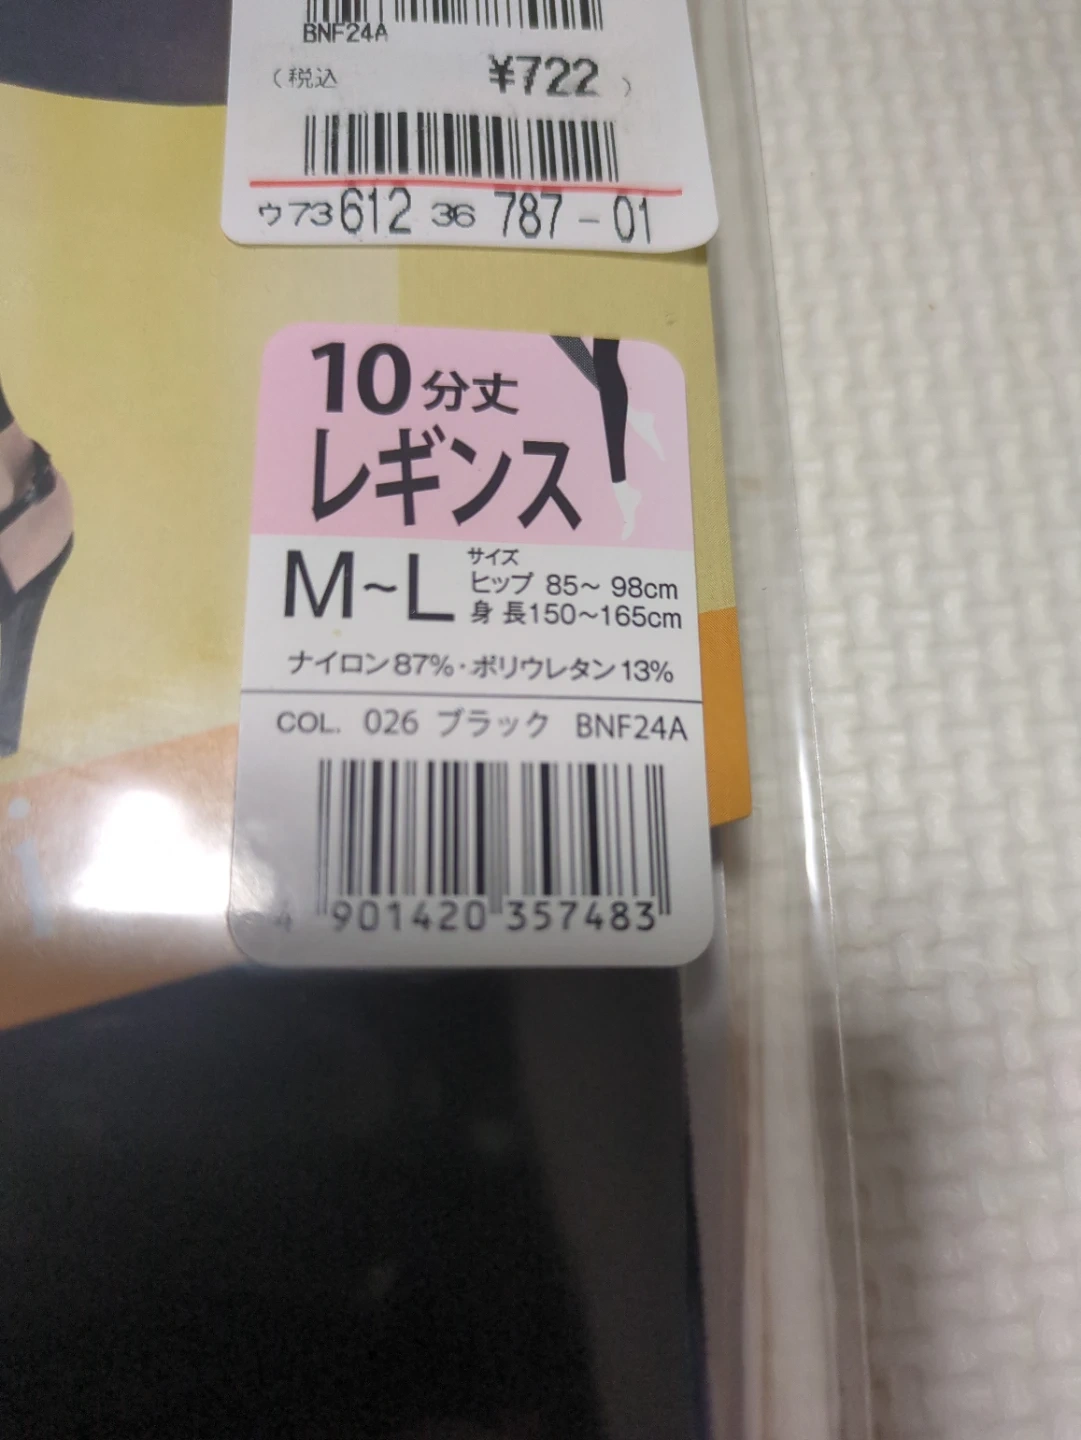 BNF24A
(税込 ¥722 )
ウ73 612 36 787-01
10分丈
レギンス
M~L
サイズ
ヒップ 85~98cm
身長150~165cm
ナイロン87%・ポリウレタン13%
COL. 026 ブラック BNF24A
4 901420 357483